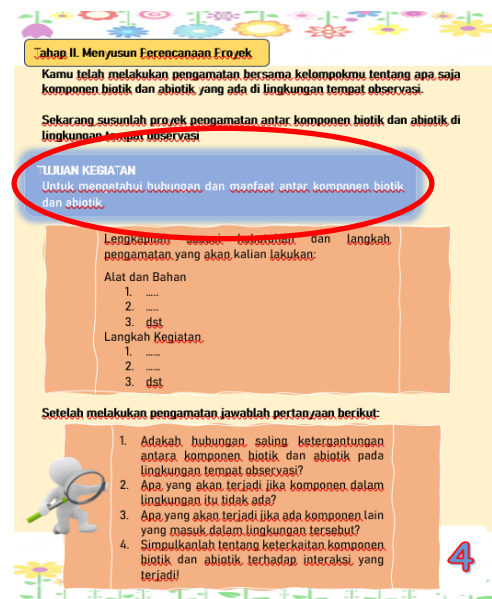 Tahap II. Menyusun Perencanaan Proyek
Kamu telah melakukan pengamatan bersama kelompokmu tentang apa saja
komponen biotik dan abiotik yang ada di lingkungan tempat observasi.
Sekarang susunlah proyek pengamatan antar komponen biotik dan abiotik di
lingkungan tempat observasi
TUJUAN KEGIATAN
Untuk mengetahui hubungan dan manfaat antar komponen biotik
dan abiotik
Lengkapilah dan langkah
pengamatan yang akan kalian lakukan:
Alat dan Bahan
1. .....
2. .....
3. dst
Langkah Kegiatan
1. ......
2. ......
3. dst
Setelah melakukan pengamatan jawablah pertanyaan berikut:
1. Adakah hubungan saling ketergantungan
antara komponen biotik dan abiotik pada
lingkungan tempat observasi?
2. Apa yang akan terjadi jika komponen dalam
lingkungan itu tidak ada?
3. Apa yang akan terjadi jika ada komponen lain
yang masuk dalam lingkungan tersebut?
4. Simpulkanlah tentang keterkaitan komponen
biotik dan abiotik terhadap interaksi yang
terjadi!
4